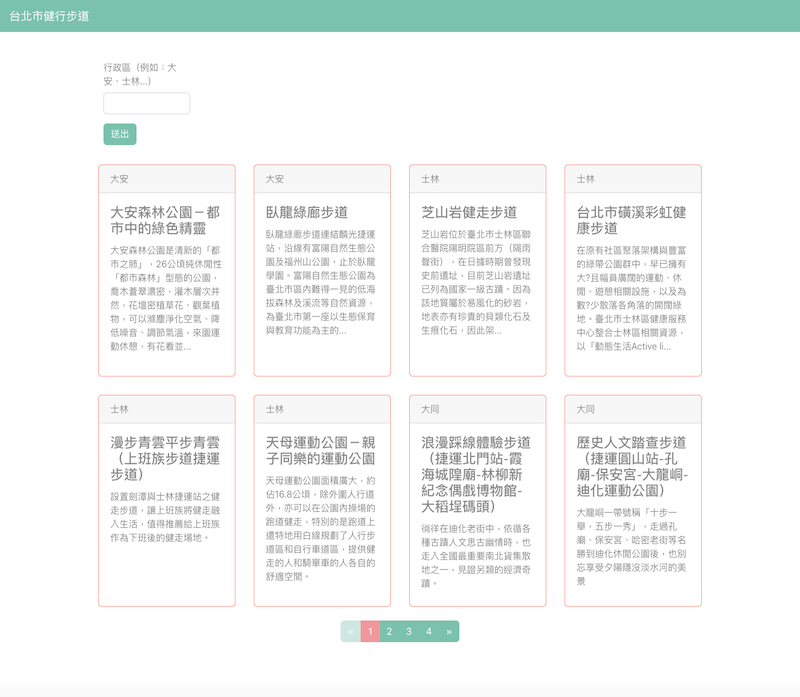 台北市健行步道
行政區（例如：大
安、士林...）
送出
大安
大安森林公園－都
市中的綠色精靈
大安森林公園是清新的「都
市之肺」，26公頃純休閒性
「都市森林」型態的公園，
喬木蒼翠濃密，灌木層次井
然，花壇密植草花、觀葉植
物，可以滌塵淨化空氣、降
低噪音、調節氣溫，來園運
動休憩，有花看並...
大安
臥龍綠廊步道
臥龍綠廊步道連結麟光捷運
站，沿線有富陽自然生態公
園及福州山公園，止於臥龍
學園。富陽自然生態公園為
臺北市區內難得一見的低海
拔森林及溪流等自然資源，
為臺北市第一座以生態保育
與教育功能為主的...
士林
芝山岩健走步道
芝山岩位於臺北市士林區聯
合醫院陽明院區前方（隔雨
聲街），在日據時期曾發現
史前遺址，目前芝山岩遺址
已列為國家一級古蹟。因為
該地質屬於易風化的砂岩，
地表亦有珍貴的貝類化石及
生痕化石，因此架...
士林
台北市磺溪彩虹健
康步道
在原有社區聚落架構與豐富
的綠帶公園群中，早已擁有
大?且幅員廣闊的運動、休
閒、遊憩相關設施，以及為
數?少散落各角落的開闊綠
地。臺北市士林區健康服務
中心整合士林區相關資源，
以「動態生活Active li...
士林
漫步青雲平步青雲
（上班族步道捷運
步道）
設置劍潭與士林捷運站之健
走步道，讓上班族將健走融
入生活，值得推薦給上班族
作為下班後的健走場地。
士林
天母運動公園－親
子同樂的運動公園
天母運動公園面積廣大，約
佔16.8公頃，除外圍人行道
外，亦可以在公園內操場的
跑道健走，特別的是跑道上
還特地用白線規劃了人行步
道區和自行車道區，提供健
走的人和騎單車的人各自的
舒適空間。
大同
浪漫踩線體驗步道
（捷運北門站-霞
海城隍廟-林柳新
紀念偶戲博物館-
大稻埕碼頭）
徜徉在迪化老街中，依循各
種古蹟人文思古幽情時，也
走入全國最重要南北貨集散
地之一，見證另類的經濟奇
蹟。
大同
歷史人文踏查步道
（捷運圓山站-孔
廟-保安宮-大龍峒-
迪化運動公園）
大龍峒一帶號稱「十步一
舉，五步一秀」，走過孔
廟、保安宮、哈密老街等名
勝到迪化休閒公園後，也別
忘享受夕陽隱沒淡水河的美
景
« 1 2 3 4 »